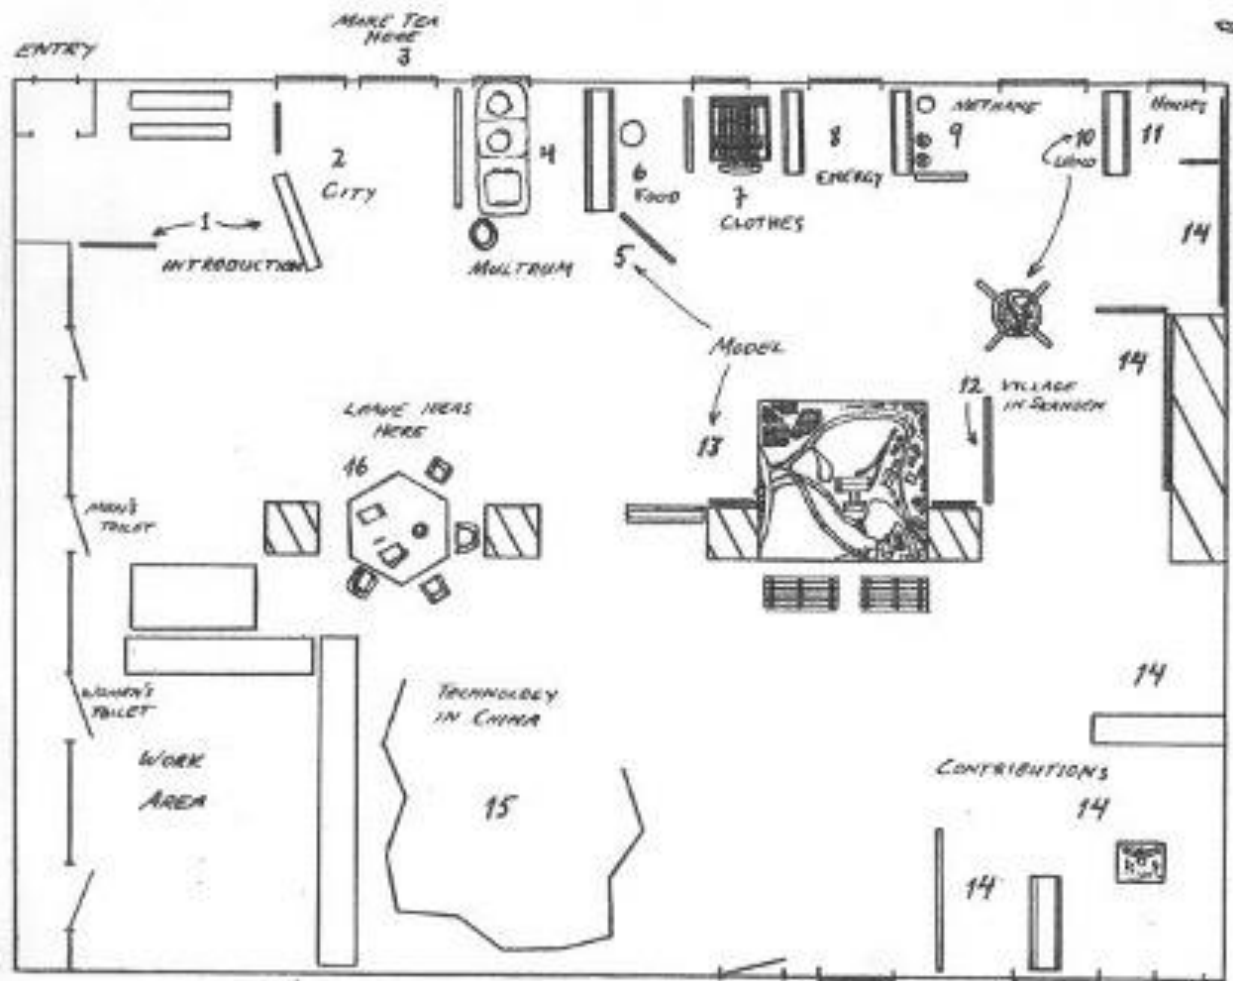 ENTRY
MAKE TEA
HERE
3
1
INTRODUCTION
2
CITY
4
MULTRUM
5
6
FOOD
7
CLOTHES
8
ENERGY
9
METHANE
10
WIND
11
HOUSES
14
14
MODEL
12 VILLAGE
IN SKANSEN
13
LEAVE IDEAS
HERE
16
MEN'S
TOILET
WOMEN'S
TOILET
WORK
AREA
TECHNOLOGY
IN CHINA
15
14
CONTRIBUTIONS
14
14